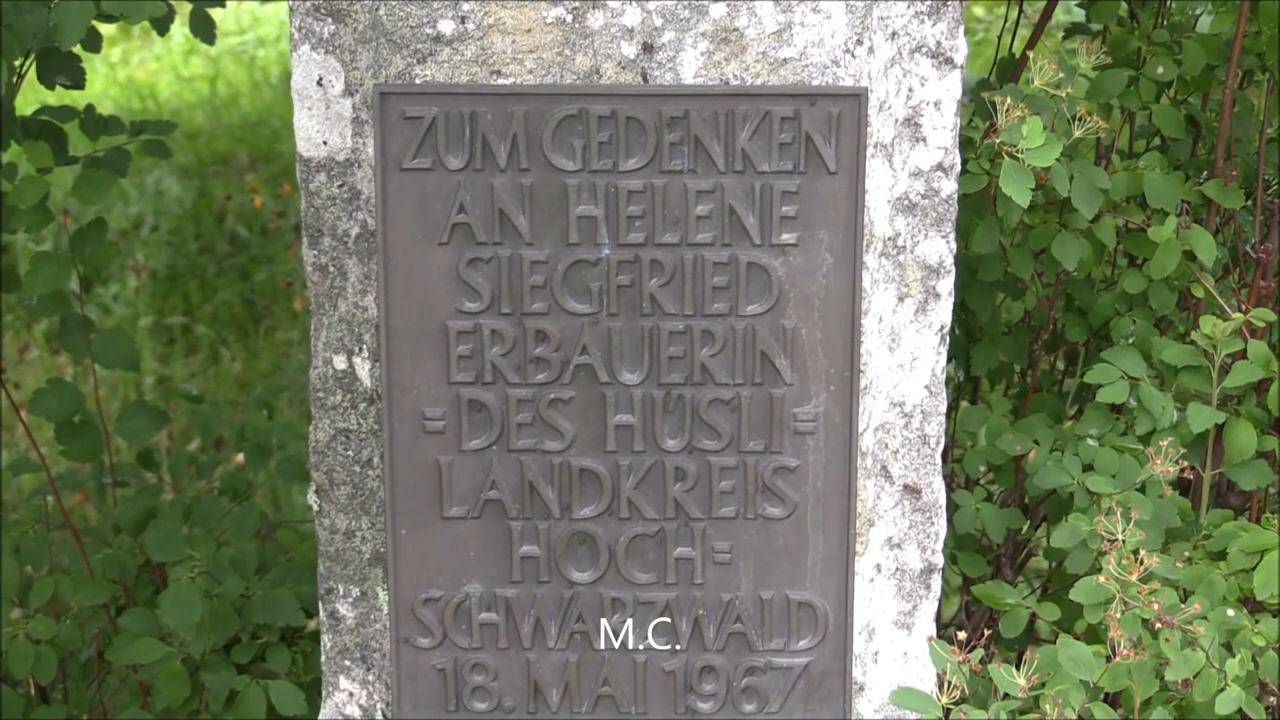 ZUM GEDENKEN
AN HELENE
SIEGFRIED
ERBAUERIN
=DES HÜSLI=
LANDKREIS
HOCH=
SCHWARZWALD
M.C.
18. MAI 1967